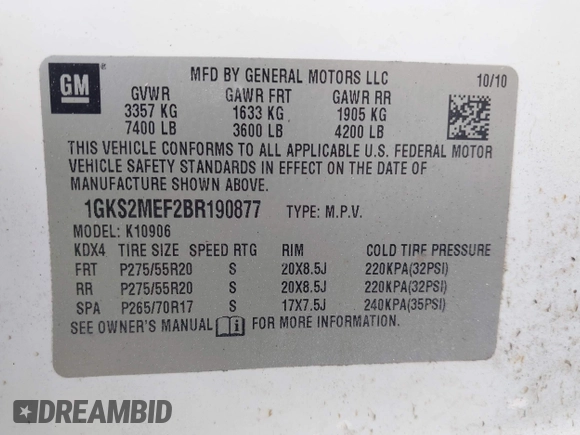 GM
MFD BY GENERAL MOTORS LLC 10/10
GVWR GAWR FRT GAWR RR
3357 KG 1633 KG 1905 KG
7400 LB 3600 LB 4200 LB
THIS VEHICLE CONFORMS TO ALL APPLICABLE U.S. FEDERAL MOTOR
VEHICLE SAFETY STANDARDS IN EFFECT ON THE DATE OF
MANUFACTURE SHOWN ABOVE.
1GKS2MEF2BR190877 TYPE: M.P.V.
MODEL: K10906
KDX4 TIRE SIZE SPEED RTG RIM COLD TIRE PRESSURE
FRT P275/55R20 S 20X8.5J 220KPA(32PSI)
RR P275/55R20 S 20X8.5J 220KPA(32PSI)
SPA P265/70R17 S 17X7.5J 240KPA(35PSI)
SEE OWNER'S MANUAL FOR MORE INFORMATION.
DREAMBID